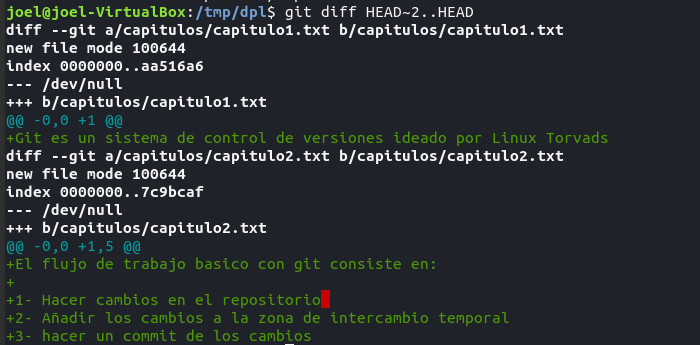 joel@joel-VirtualBox:/tmp/dpl$ git diff HEAD~2..HEAD
diff --git a/capitulos/capitulo1.txt b/capitulos/capitulo1.txt
new file mode 100644
index 0000000..aa516a6
--- /dev/null
+++ b/capitulos/capitulo1.txt
@@ -0,0 +1 @@
+Git es un sistema de control de versiones ideado por Linux Torvads
diff --git a/capitulos/capitulo2.txt b/capitulos/capitulo2.txt
new file mode 100644
index 0000000..7c9bcaf
--- /dev/null
+++ b/capitulos/capitulo2.txt
@@ -0,0 +1,5 @@
+El flujo de trabajo basico con git consiste en:
+
+1- Hacer cambios en el repositorio
+2- Añadir los cambios a la zona de intercambio temporal
+3- hacer un commit de los cambios